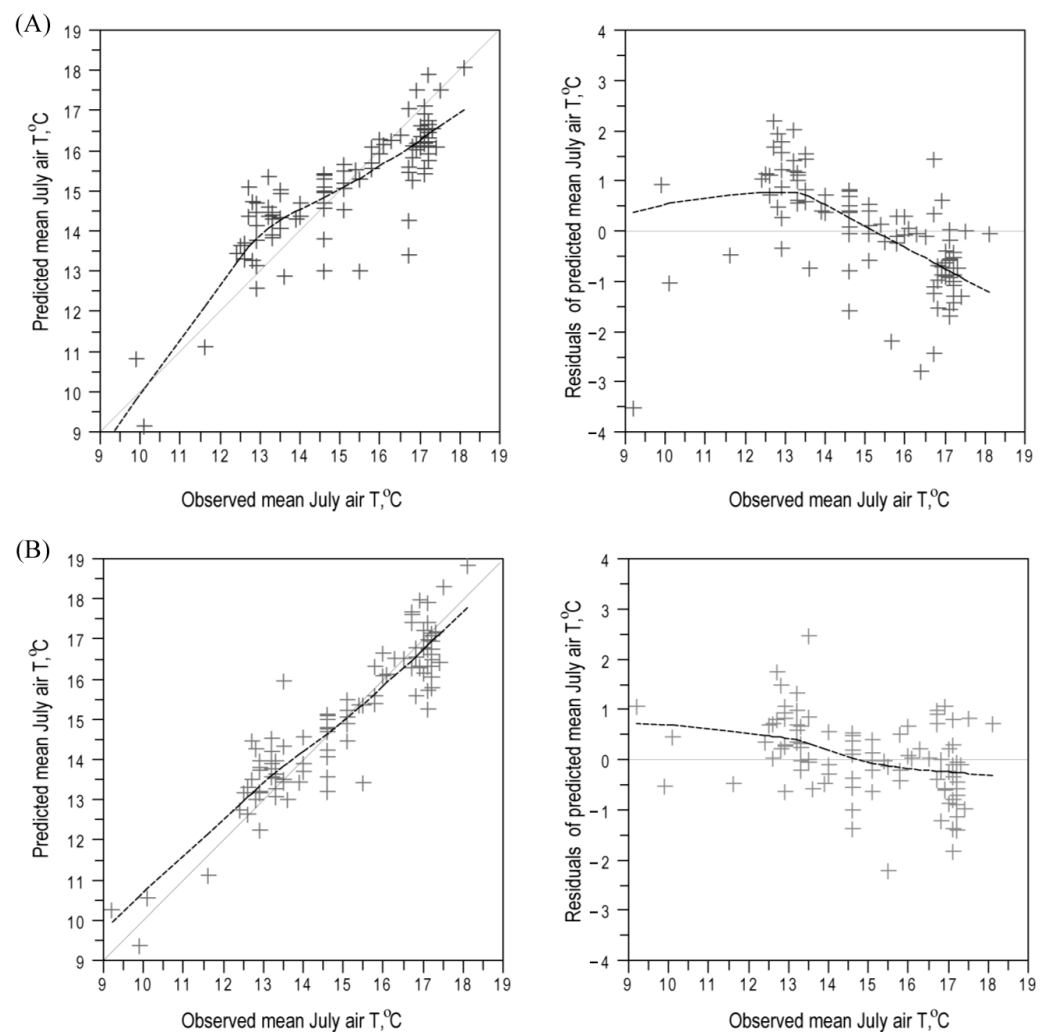 (A)
19
18
17
16
15
14
13
12
11
10
9
Predicted mean July air T,°C
9 10 11 12 13 14 15 16 17 18 19
Observed mean July air T,°C
4
3
2
1
0
−1
−2
−3
−4
Residuals of predicted mean July air T,°C
9 10 11 12 13 14 15 16 17 18 19
Observed mean July air T,°C
(B)
19
18
17
16
15
14
13
12
11
10
9
Predicted mean July air T,°C
9 10 11 12 13 14 15 16 17 18 19
Observed mean July air T,°C
4
3
2
1
0
−1
−2
−3
−4
Residuals of predicted mean July air T,°C
9 10 11 12 13 14 15 16 17 18 19
Observed mean July air T,°C